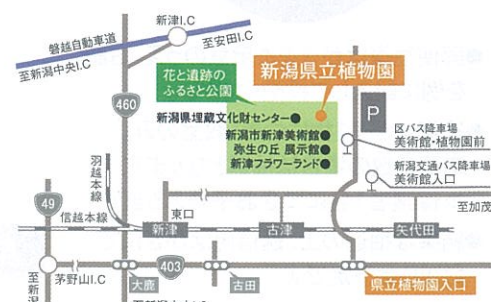 新津I.C
磐越自動車道
至安田I.C
至新潟中央I.C
花と遺跡の
ふるさと公園
新潟県立植物園
460
新潟県埋蔵文化財センター●
新潟市新津美術館●
弥生の丘 展示館●
新津フラワーランド●
P
区バス降車場
美術館・植物園前
新潟交通バス降車場
美術館入口
羽越本線
49
信越本線
東口
至加茂
新津
古津
矢代田
至新潟
茅野山I.C
403
大鹿
古田
県立植物園入口